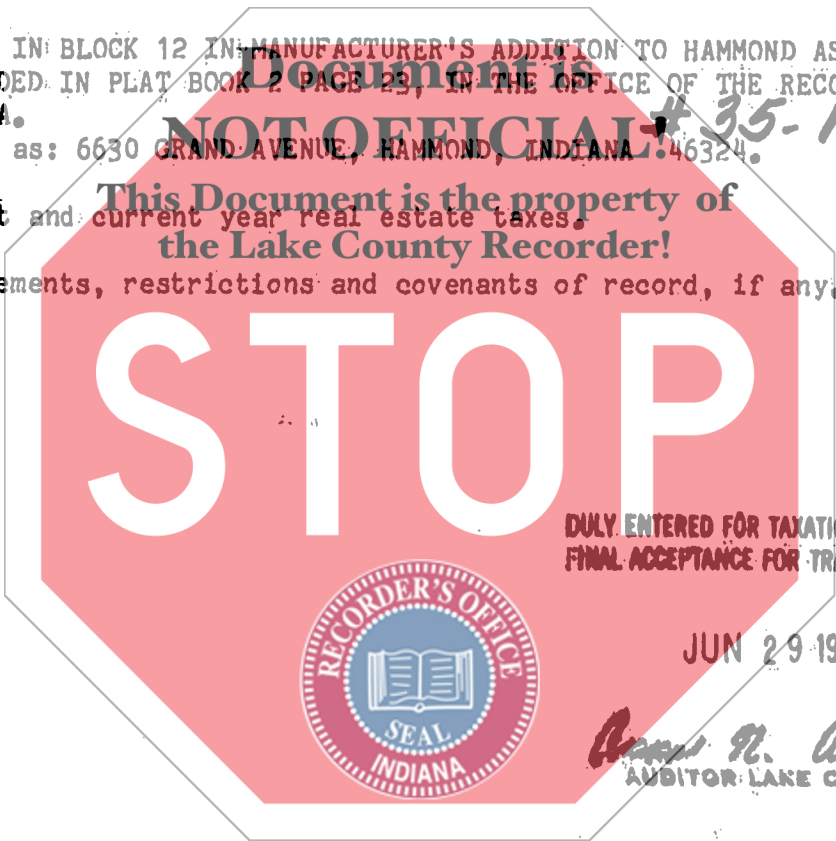 IN BLOCK 12 IN MANUFACTURER'S ADDITION TO HAMMOND AS
DED IN PLAT BOOK 2 PAGE 23, IN THE OFFICE OF THE RECO
A.
# 35-1
as: 6630 GRAND AVENUE, HAMMOND, INDIANA 46324.
t and current year real estate taxes.
ements, restrictions and covenants of record, if any.
Document is
NOT OFFICIAL!
This Document is the property of
the Lake County Recorder!
STOP
DULY ENTERED FOR TAXATI
FINAL ACCEPTANCE FOR TRA
JUN 29 19
N.
AUDITOR LAKE C
RECORDER'S OFFICE
SEAL
INDIANA